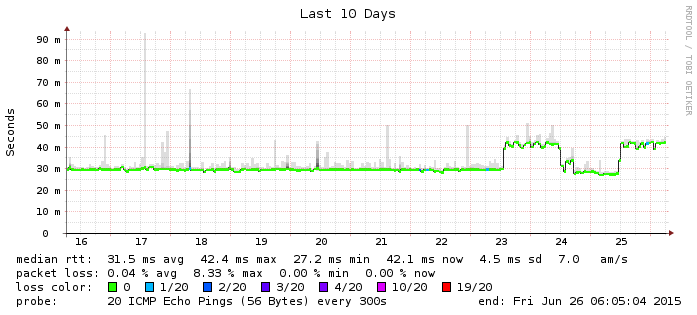 Last 10 Days
RRDTOOL / TOBI OETIKER
Seconds
90 m
80 m
70 m
60 m
50 m
40 m
30 m
20 m
10 m
0
16 17 18 19 20 21 22 23 24 25
median rtt: 31.5 ms avg 42.4 ms max 27.2 ms min 42.1 ms now 4.5 ms sd 7.0 am/s
packet loss: 0.04 % avg 8.33 % max 0.00 % min 0.00 % now
loss color: 0 1/20 2/20 3/20 4/20 10/20 19/20
probe: 20 ICMP Echo Pings (56 Bytes) every 300s end: Fri Jun 26 06:05:04 2015